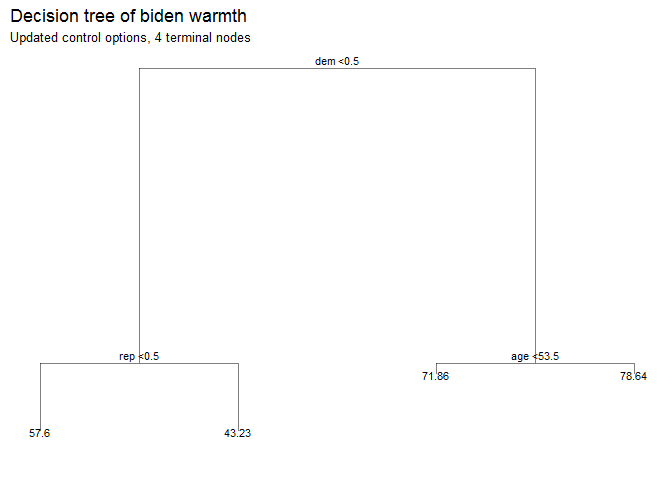 Decision tree of biden warmth
Updated control options, 4 terminal nodes
dem <0.5
rep <0.5
age <53.5
71.86
78.64
57.6
43.23